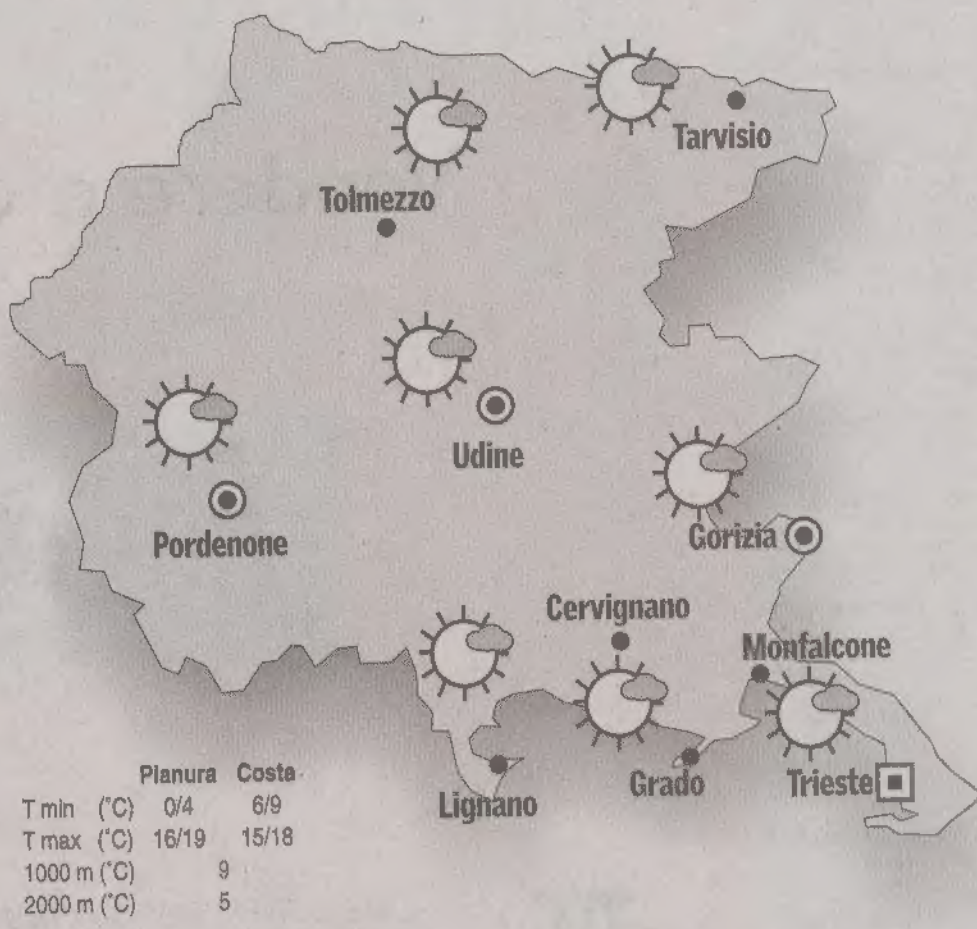 Tarvisio
Tolmezzo
Udine
Pordenone
Gorizia
Cervignano
Monfalcone
Lignano
Grado
Trieste
Pianura Costa
T min (°C) 0/4 6/9
T max (°C) 16/19 15/18
1000 m (°C) 9
2000 m (°C) 5